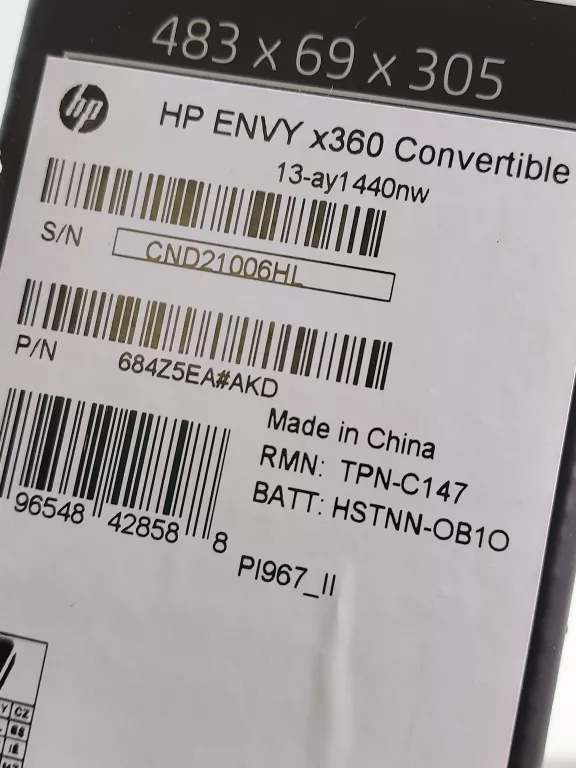 483 x 69 x 305
hp
HP ENVY x360 Convertible
13-ay1440nw
S/N
CND21006HL
P/N
684Z5EA#AKD
Made in China
RMN: TPN-C147
BATT: HSTNN-OB1O
96548 42858 8
PI967_II
CZ